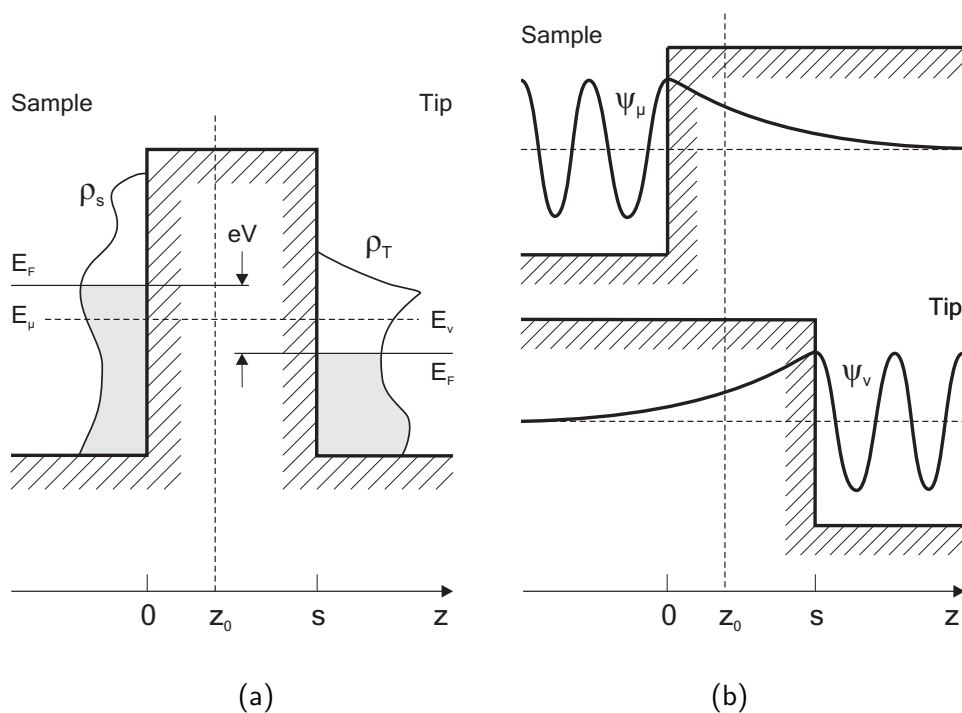 Sample Tip
ρs
eV
ρT
EF
Eμ
Eν
EF
0 z0 s z
(a)
Sample
ψμ
Tip
ψν
0 z0 s z
(b)